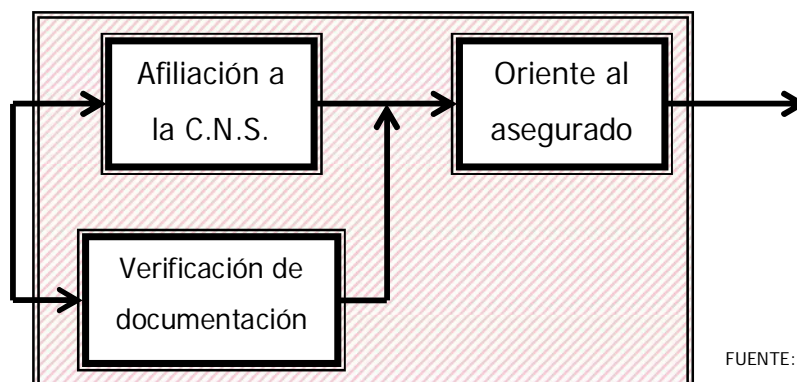 Afiliación a
la C.N.S.
Oriente al
asegurado
Verificación de
documentación
FUENTE: